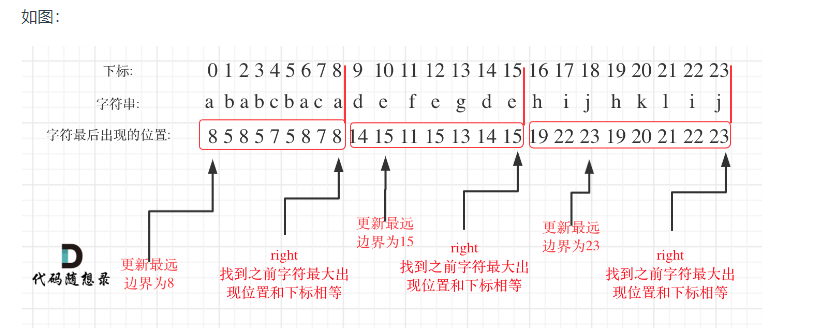 如图：
下标: 0 1 2 3 4 5 6 7 8 9 10 11 12 13 14 15 16 17 18 19 20 21 22 23
字符串: a b a b c b a c a d e f e g d e h i j h k l i j
字符最后出现的位置: 8 5 8 5 7 5 8 7 8 14 15 11 15 13 14 15 19 22 23 19 20 21 22 23
更新最远
边界为8
right
找到之前字符最大出
现位置和下标相等
更新最远
边界为15
right
找到之前字符最大出
现位置和下标相等
更新最远
边界为23
right
找到之前字符最大出
现位置和下标相等
代码随想录